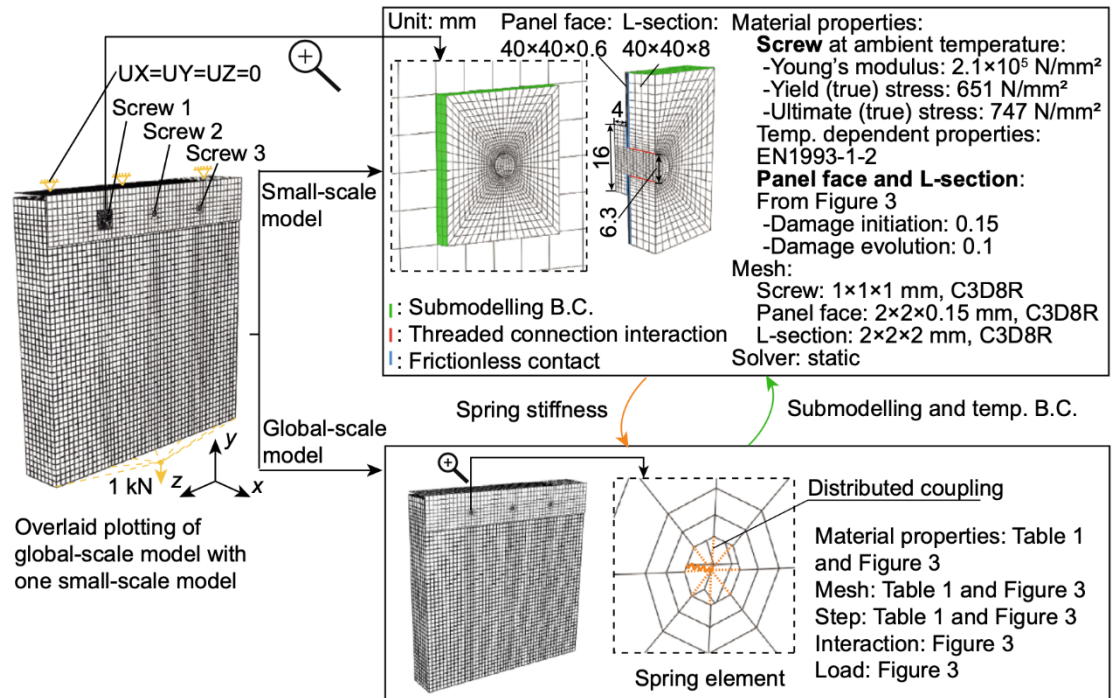 UX=UY=UZ=0
Screw 1
Screw 2
Screw 3
Small-scale
model
Global-scale
model
1 kN
y
z
x
Overlaid plotting of
global-scale model with
one small-scale model
Unit: mm
Panel face:
40×40×0.6
L-section:
40×40×8
4
16
6.3
Submodelling B.C.
: Threaded connection interaction
: Frictionless contact
Material properties:
Screw at ambient temperature:
-Young's modulus: 2.1×10⁵ N/mm²
-Yield (true) stress: 651 N/mm²
-Ultimate (true) stress: 747 N/mm²
Temp. dependent properties:
EN1993-1-2
Panel face and L-section:
From Figure 3
-Damage initiation: 0.15
-Damage evolution: 0.1
Mesh:
Screw: 1×1×1 mm, C3D8R
Panel face: 2×2×0.15 mm, C3D8R
L-section: 2×2×2 mm, C3D8R
Solver: static
Spring stiffness
Submodelling and temp. B.C.
Distributed coupling
Spring element
Material properties: Table 1
and Figure 3
Mesh: Table 1 and Figure 3
Step: Table 1 and Figure 3
Interaction: Figure 3
Load: Figure 3